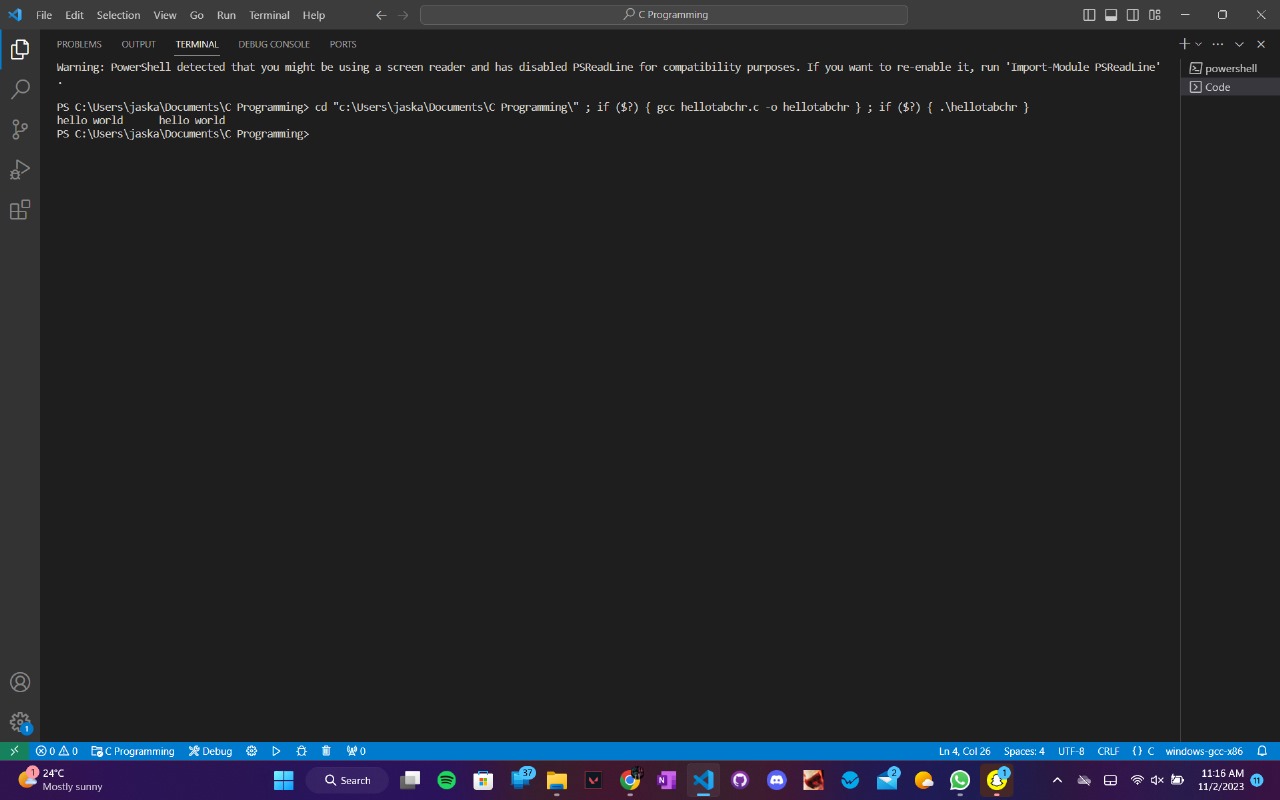 File Edit Selection View Go Run Terminal Help
C Programming
PROBLEMS OUTPUT TERMINAL DEBUG CONSOLE PORTS
Warning: PowerShell detected that you might be using a screen reader and has disabled PSReadLine for compatibility purposes. If you want to re-enable it, run 'Import-Module PSReadLine'
.
powershell
Code
PS C:\Users\jaska\Documents\C Programming> cd "c:\Users\jaska\Documents\C Programming\" ; if ($?) { gcc hellotabchr.c -o hellotabchr } ; if ($?) { .\hellotabchr }
hello world     hello world
PS C:\Users\jaska\Documents\C Programming>
1
0 0 C Programming Debug 0 Ln 4, Col 26 Spaces: 4 UTF-8 CRLF {} C windows-gcc-x86
1 24°C
Mostly sunny
Search
37
2
1
11:16 AM
11/2/2023
11